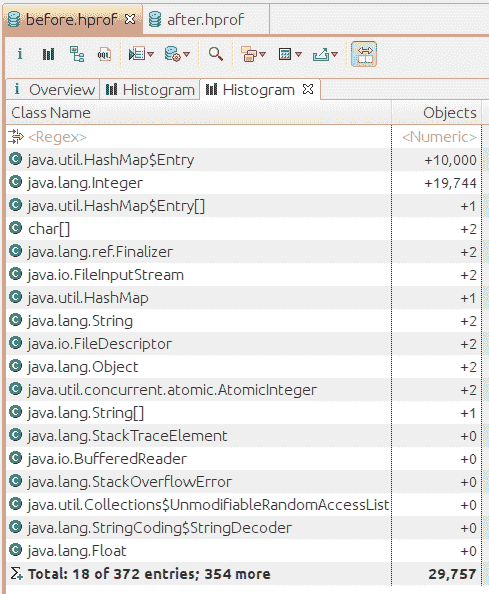 before.hprof after.hprof
i OQL i
i Overview Histogram Histogram
Class Name Objects
<Regex> <Numeric>
java.util.HashMap$Entry +10,000
java.lang.Integer +19,744
java.util.HashMap$Entry[] +1
char[] +2
java.lang.ref.Finalizer +2
java.io.FileInputStream +2
java.util.HashMap +1
java.lang.String +2
java.io.FileDescriptor +2
java.lang.Object +2
java.util.concurrent.atomic.AtomicInteger +2
java.lang.String[] +1
java.lang.StackTraceElement +0
java.io.BufferedReader +0
java.lang.StackOverflowError +0
java.util.Collections$UnmodifiableRandomAccessList +0
java.lang.StringCoding$StringDecoder +0
java.lang.Float +0
Σ Total: 18 of 372 entries; 354 more 29,757